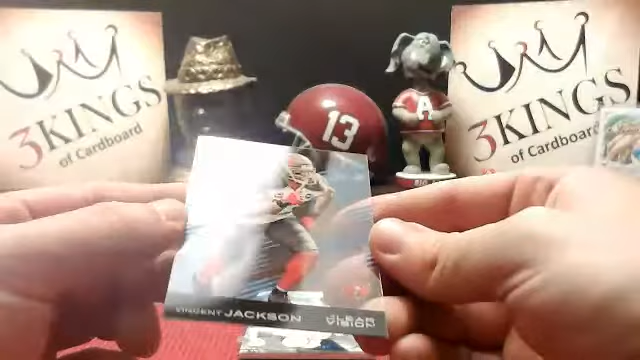 3KINGS
of Cardboard
13
A
3KINGS
of Cardboard
VINCENT JACKSON
CLEAR
VISION